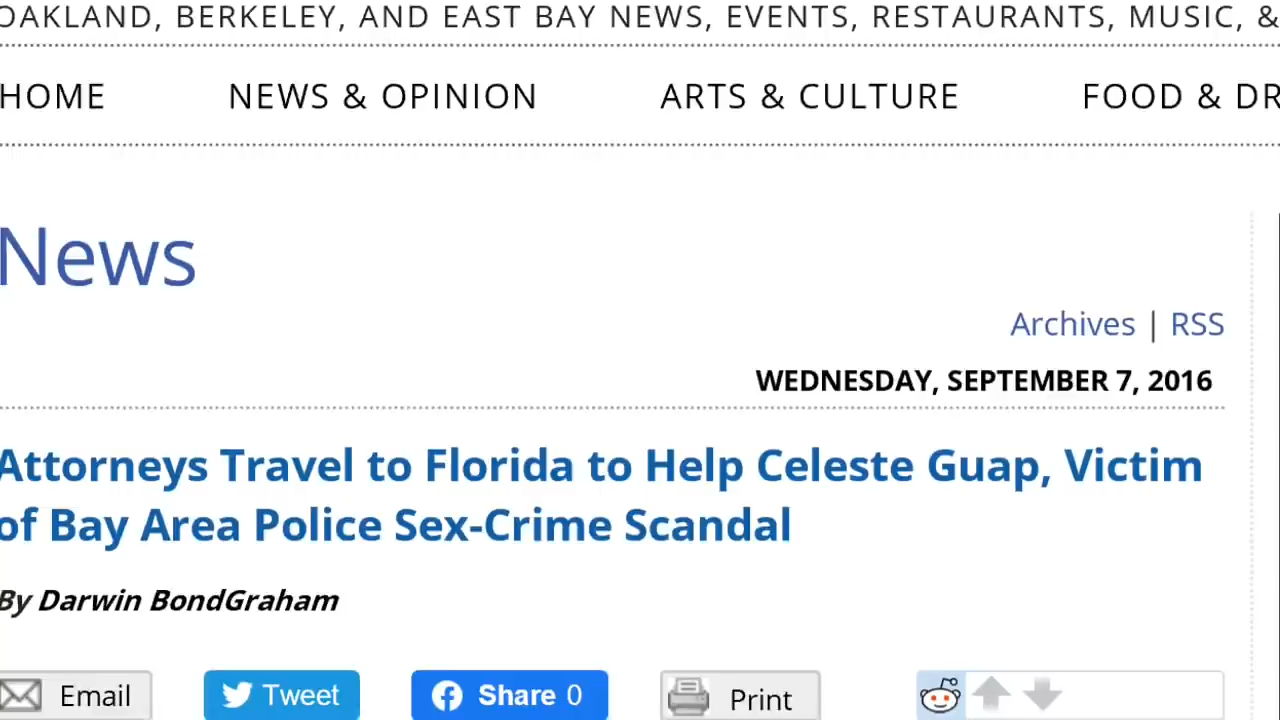 OAKLAND, BERKELEY, AND EAST BAY NEWS, EVENTS, RESTAURANTS, MUSIC, &
HOME NEWS & OPINION ARTS & CULTURE FOOD & DR
News
Archives | RSS
WEDNESDAY, SEPTEMBER 7, 2016
Attorneys Travel to Florida to Help Celeste Guap, Victim
of Bay Area Police Sex-Crime Scandal
By Darwin BondGraham
Email Tweet Share 0 Print